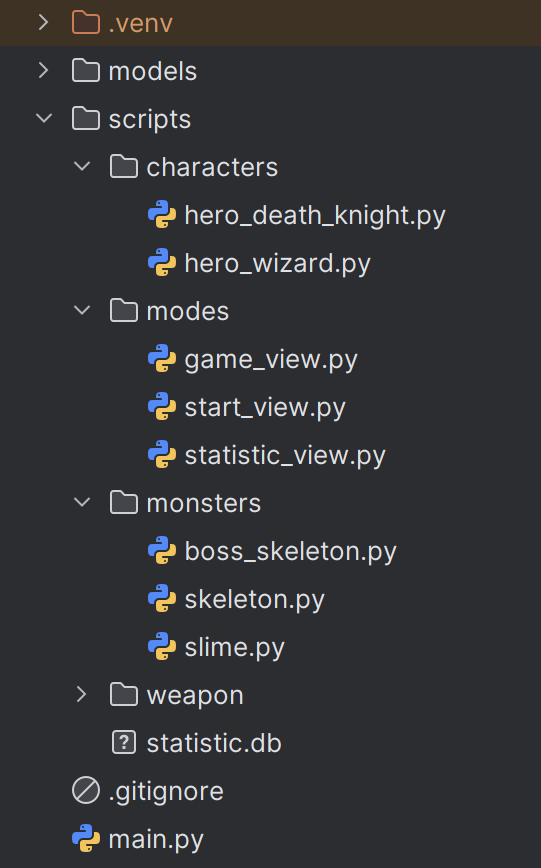 .venv
models
scripts
characters
hero_death_knight.py
hero_wizard.py
modes
game_view.py
start_view.py
statistic_view.py
monsters
boss_skeleton.py
skeleton.py
slime.py
weapon
statistic.db
.gitignore
main.py